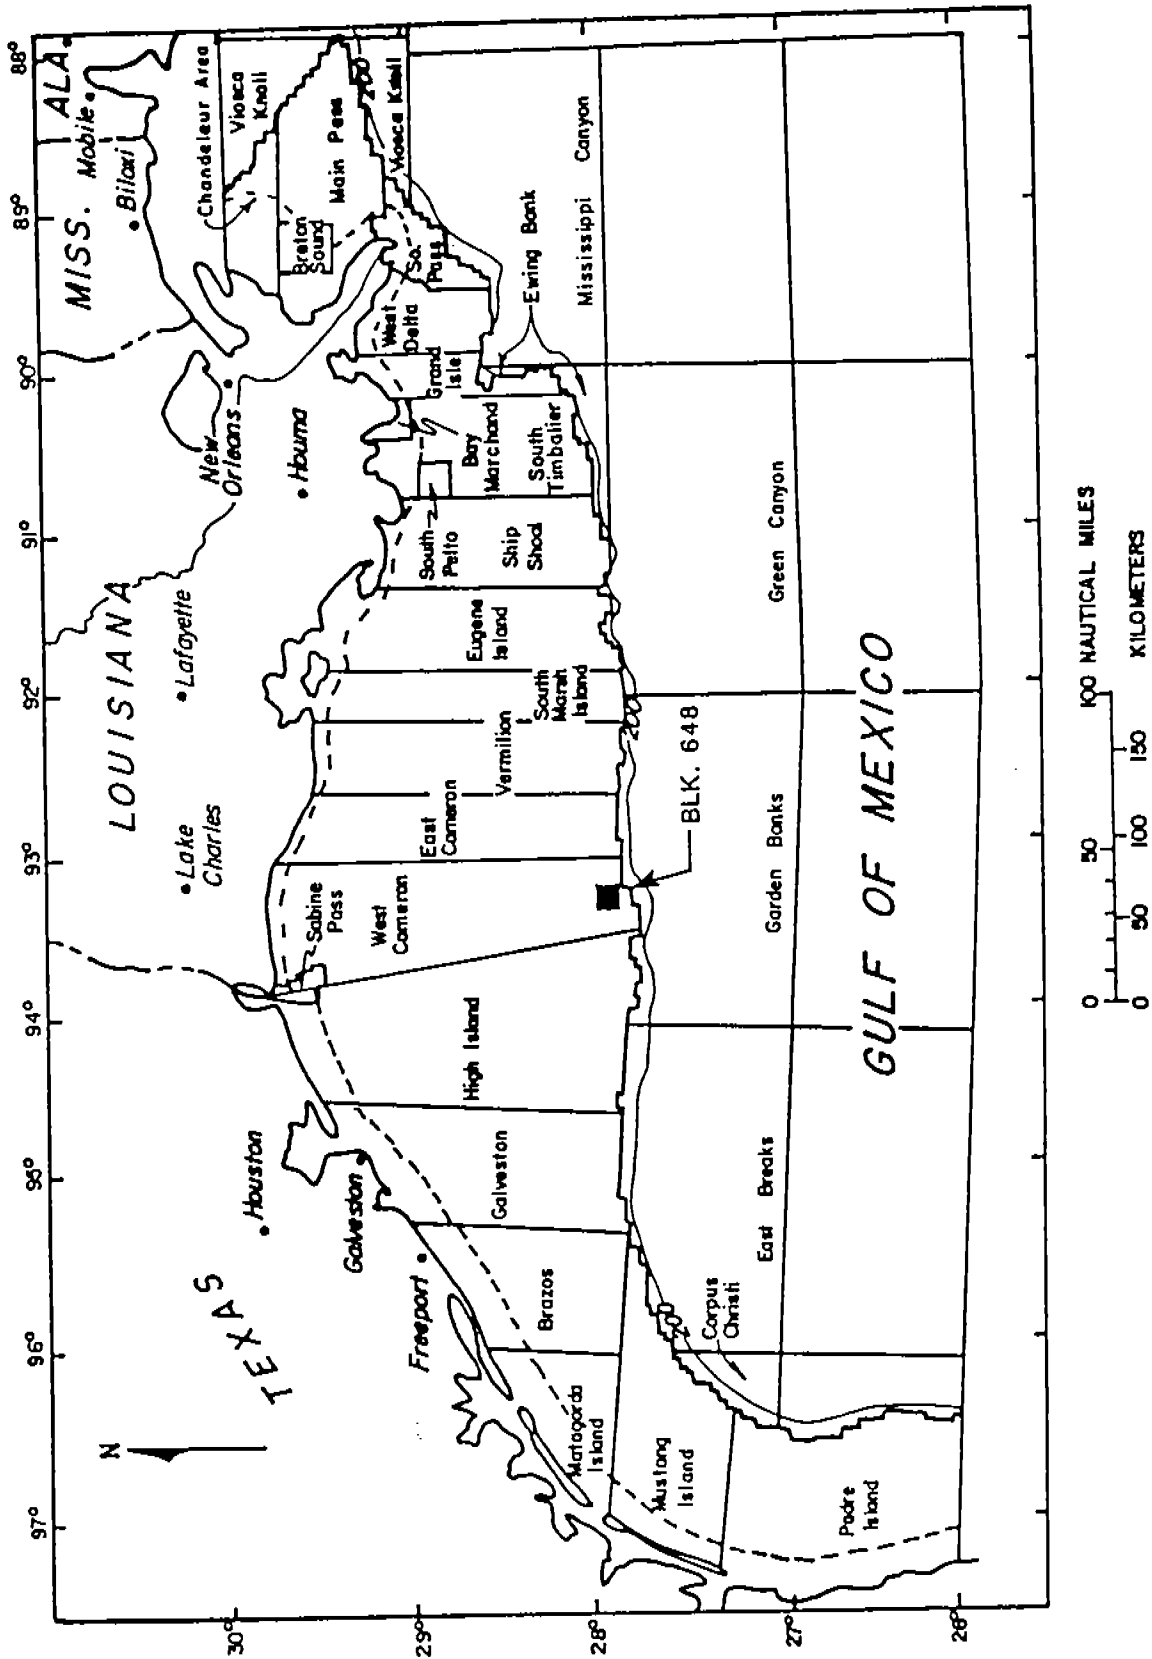 97°
96°
95°
94°
93°
92°
91°
90°
89°
88°
N
TEXAS
LOUISIANA
MISS.
ALA
Houston
Galveston
Freeport
Lake
Charles
Lafayette
New
Orleans
Houma
Biloxi
Mobile
Chandeleur Area
Viosca
Knoll
Breton
Sound
Main Pass
Viosca Knoll
200
So.
Pass
West
Delta
Grand
Isle
Bay
Marchand
South
Timbalier
South
Pelto
Ship
Shoal
Eugene
Island
South
Marsh
Island
Vermilion
East
Cameron
West
Cameron
Sabine
Pass
High Island
Galveston
Brazos
Matagorda
Island
Mustang
Island
Padre
Island
Corpus
Christi
East Breaks
Garden Banks
Green Canyon
Mississippi Canyon
Ewing Bank
200
BLK. 648
GULF OF MEXICO
30°
29°
28°
27°
26°
0 50 100 NAUTICAL MILES
0 50 100 150 KILOMETERS